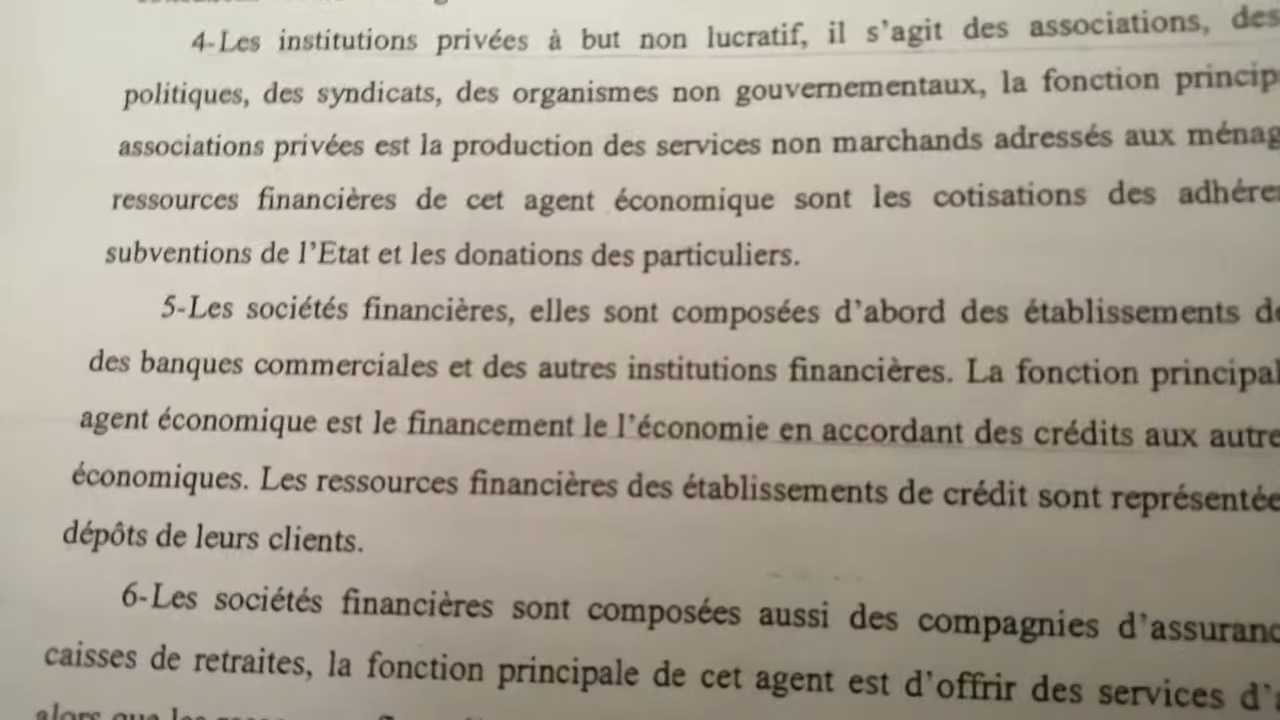 4-Les institutions privées à but non lucratif, il s'agit des associations, des
politiques, des syndicats, des organismes non gouvernementaux, la fonction
associations privées est la production des services non marchands adressés aux
ressources financières de cet agent économique sont les cotisations des
subventions de l'Etat et les donations des particuliers.
5-Les sociétés financières, elles sont composées d'abord des établissements
des banques commerciales et des autres institutions financières. La fonction
agent économique est le financement le l'économie en accordant des crédits aux
économiques. Les ressources financières des établissements de crédit sont
dépôts de leurs clients.
6-Les sociétés financières sont composées aussi des compagnies
caisses de retraites, la fonction principale de cet agent est d'offrir des services
alors que les